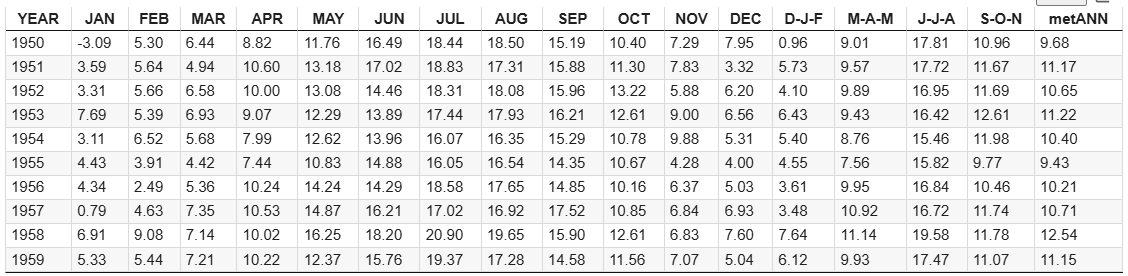 YEAR JAN FEB MAR APR MAY JUN JUL AUG SEP OCT NOV DEC D-J-F M-A-M J-J-A S-O-N metANN
1950 -3.09 5.30 6.44 8.82 11.76 16.49 18.44 18.50 15.19 10.40 7.29 7.95 0.96 9.01 17.81 10.96 9.68
1951 3.59 5.64 4.94 10.60 13.18 17.02 18.83 17.31 15.88 11.30 7.83 3.32 5.73 9.57 17.72 11.67 11.17
1952 3.31 5.66 6.58 10.00 13.08 14.46 18.31 18.08 15.96 13.22 5.88 6.20 4.10 9.89 16.95 11.69 10.65
1953 7.69 5.39 6.93 9.07 12.29 13.89 17.44 17.93 16.21 12.61 9.00 6.56 6.43 9.43 16.42 12.61 11.22
1954 3.11 6.52 5.68 7.99 12.62 13.96 16.07 16.35 15.29 10.78 9.88 5.31 5.40 8.76 15.46 11.98 10.40
1955 4.43 3.91 4.42 7.44 10.83 14.88 16.05 16.54 14.35 10.67 4.28 4.00 4.55 7.56 15.82 9.77 9.43
1956 4.34 2.49 5.36 10.24 14.24 14.29 18.58 17.65 14.85 10.16 6.37 5.03 3.61 9.95 16.84 10.46 10.21
1957 0.79 4.63 7.35 10.53 14.87 16.21 17.02 16.92 17.52 10.85 6.84 6.93 3.48 10.92 16.72 11.74 10.71
1958 6.91 9.08 7.14 10.02 16.25 18.20 20.90 19.65 15.90 12.61 6.83 7.60 7.64 11.14 19.58 11.78 12.54
1959 5.33 5.44 7.21 10.22 12.37 15.76 19.37 17.28 14.58 11.56 7.07 5.04 6.12 9.93 17.47 11.07 11.15